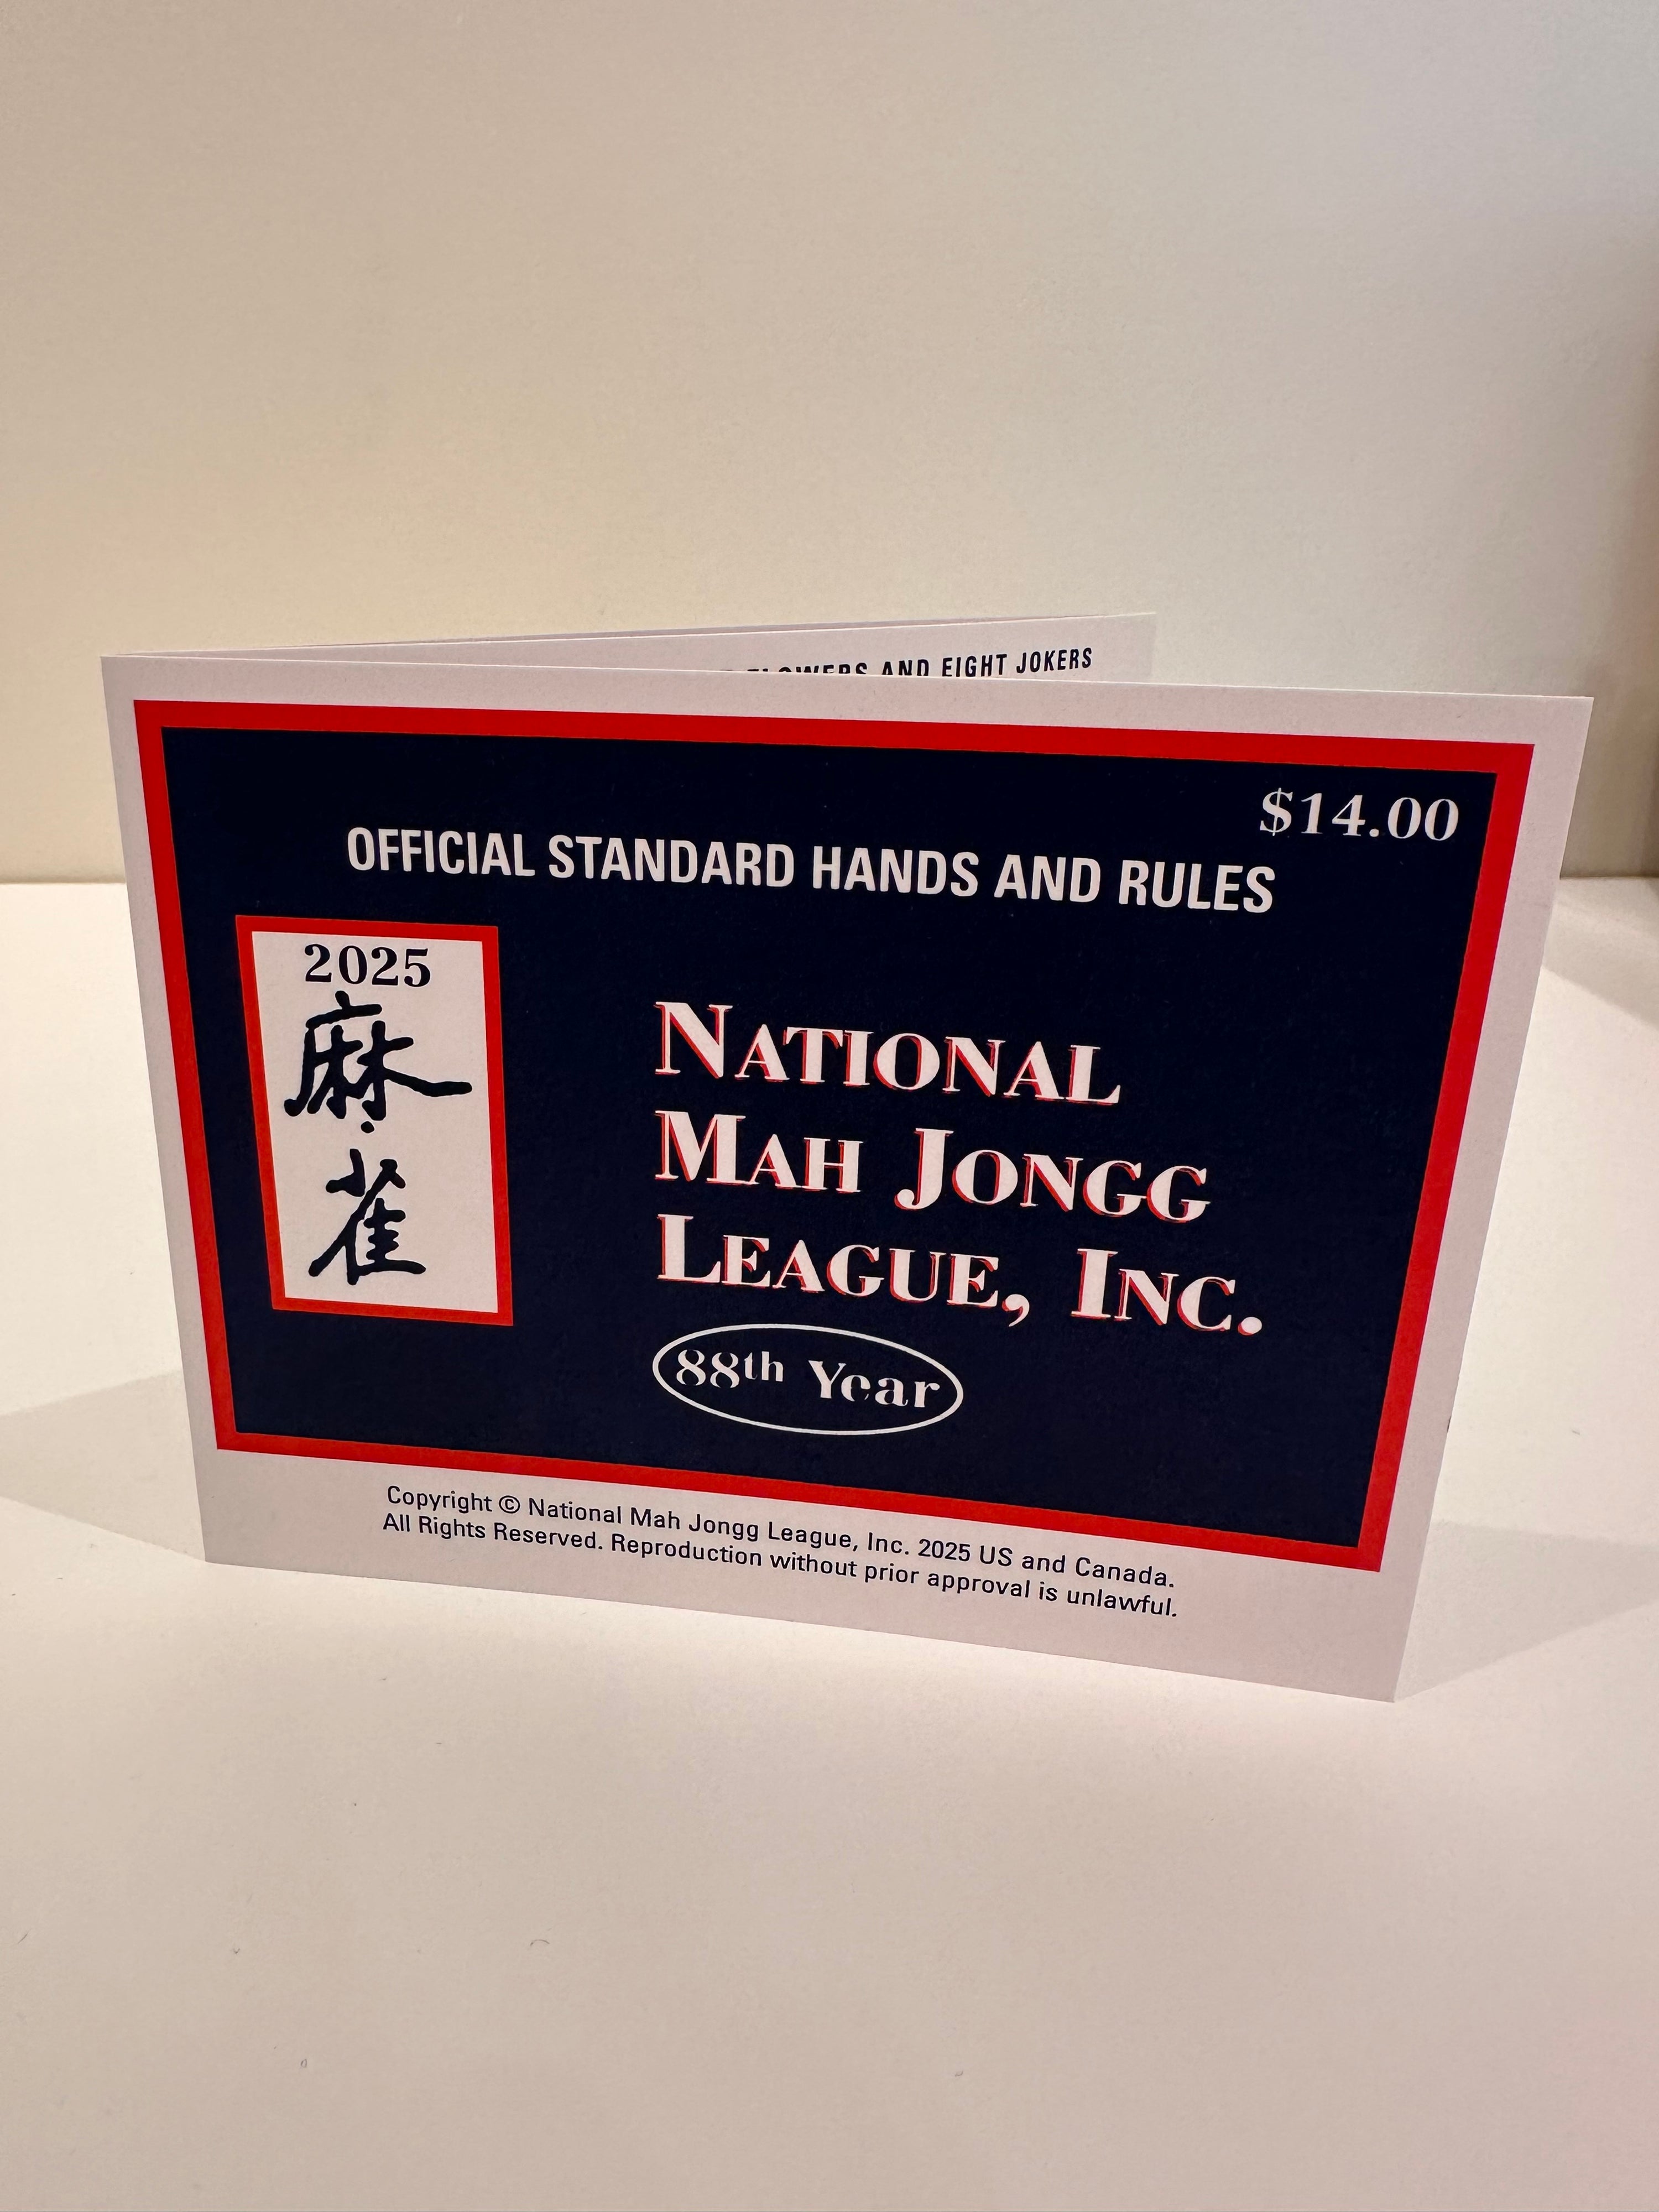 AND EIGHT JOKERS
$14.00
OFFICIAL STANDARD HANDS AND RULES
2025
麻
雀
NATIONAL
MAH JONGG
LEAGUE, INC.
88th Year
Copyright © National Mah Jongg League, Inc. 2025 US and Canada.
All Rights Reserved. Reproduction without prior approval is unlawful.